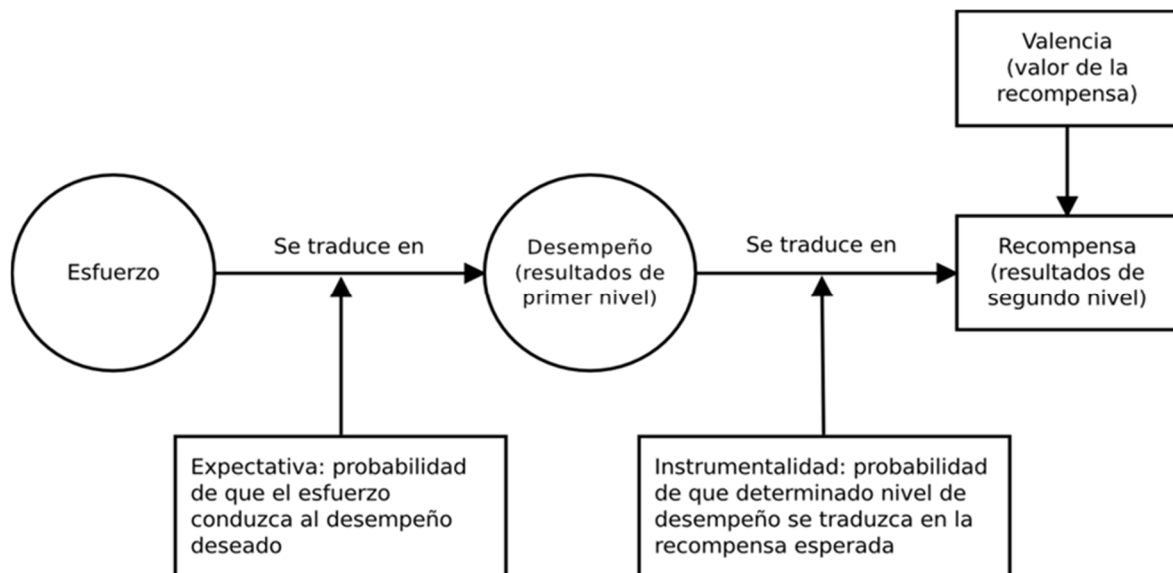 Valencia
(valor de la
recompensa)
Esfuerzo
Se traduce en
Desempeño
(resultados de
primer nivel)
Se traduce en
Recompensa
(resultados de
segundo nivel)
Expectativa: probabilidad
de que el esfuerzo
conduzca al desempeño
deseado
Instrumentalidad: probabilidad
de que determinado nivel de
desempeño se traduzca en la
recompensa esperada